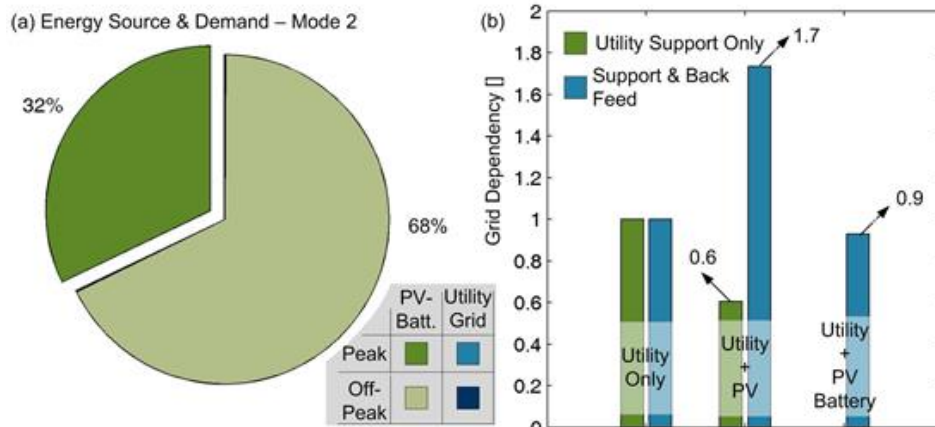 (a) Energy Source & Demand – Mode 2
32%
68%
PV-
Batt.
Utility
Grid
Peak
Off-
Peak
(b)
Grid Dependency []
2
1.8
1.6
1.4
1.2
1
0.8
0.6
0.4
0.2
0
Utility Support Only
Support & Back
Feed
1.7
0.6
0.9
Utility
Only
Utility
+
PV
Utility
+
PV
Battery